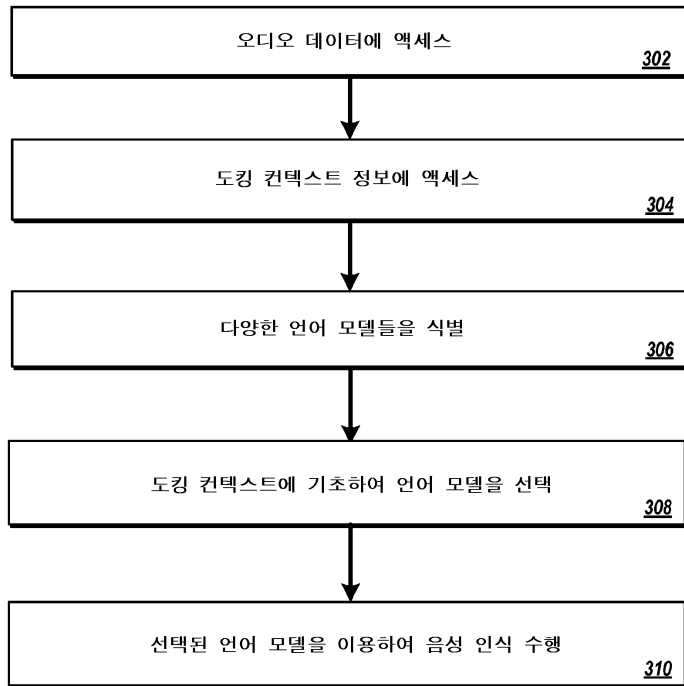 오디오 데이터에 액세스
302
도킹 컨텍스트 정보에 액세스
304
다양한 언어 모델들을 식별
306
도킹 컨텍스트에 기초하여 언어 모델을 선택
308
선택된 언어 모델을 이용하여 음성 인식 수행
310